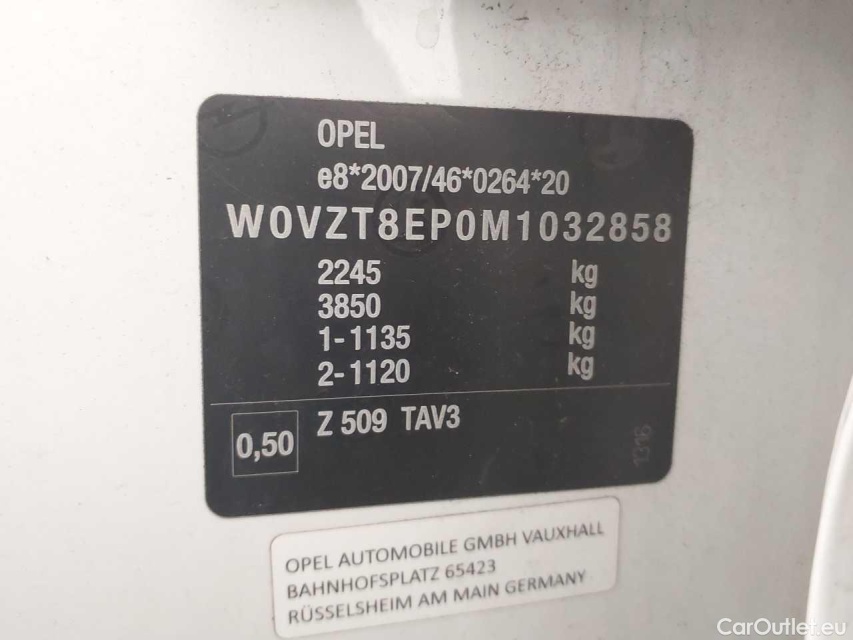 OPEL
e8*2007/46*0264*20
W0VZT8EP0M1032858
2245 kg
3850 kg
1-1135 kg
2-1120 kg
0,50
Z 509 TAV3
1316
OPEL AUTOMOBILE GMBH VAUXHALL
BAHNHOFSPLATZ 65423
RÜSSELSHEIM AM MAIN GERMANY
CarOutlet.eu